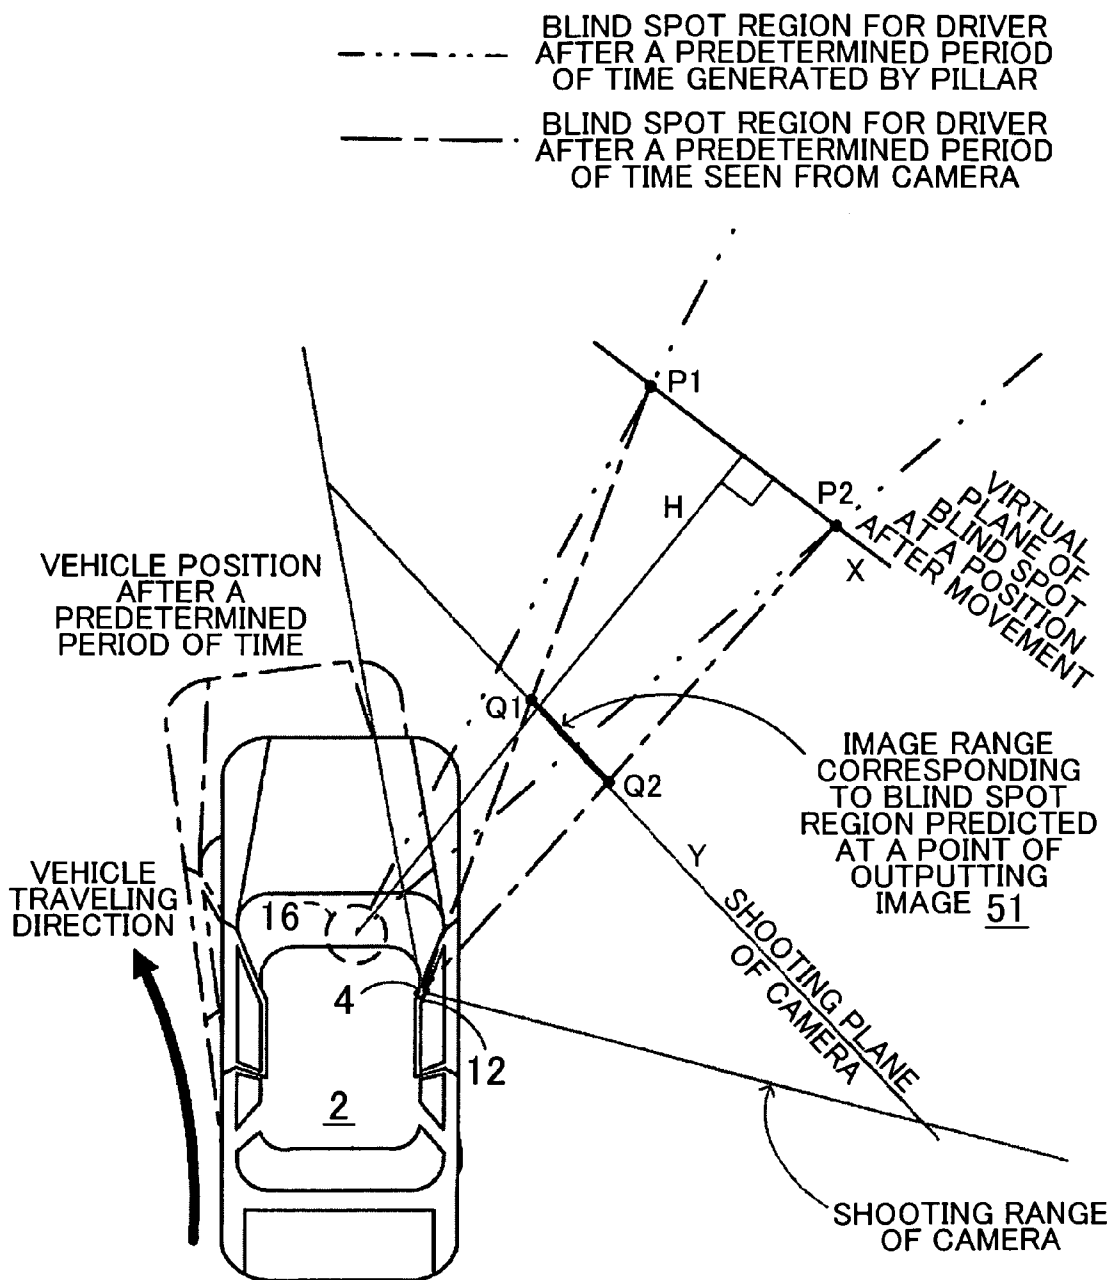 BLIND SPOT REGION FOR DRIVER
AFTER A PREDETERMINED PERIOD
OF TIME GENERATED BY PILLAR
BLIND SPOT REGION FOR DRIVER
AFTER A PREDETERMINED PERIOD
OF TIME SEEN FROM CAMERA
P1
P2
H
X
VIRTUAL
PLANE OF
BLIND SPOT
AT A POSITION
AFTER MOVEMENT
VEHICLE POSITION
AFTER A
PREDETERMINED
PERIOD OF TIME
Q1
Q2
IMAGE RANGE
CORRESPONDING
TO BLIND SPOT
REGION PREDICTED
AT A POINT OF
OUTPUTTING
IMAGE 51
Y
SHOOTING PLANE
OF CAMERA
VEHICLE
TRAVELING
DIRECTION
16
4
12
2
SHOOTING RANGE
OF CAMERA